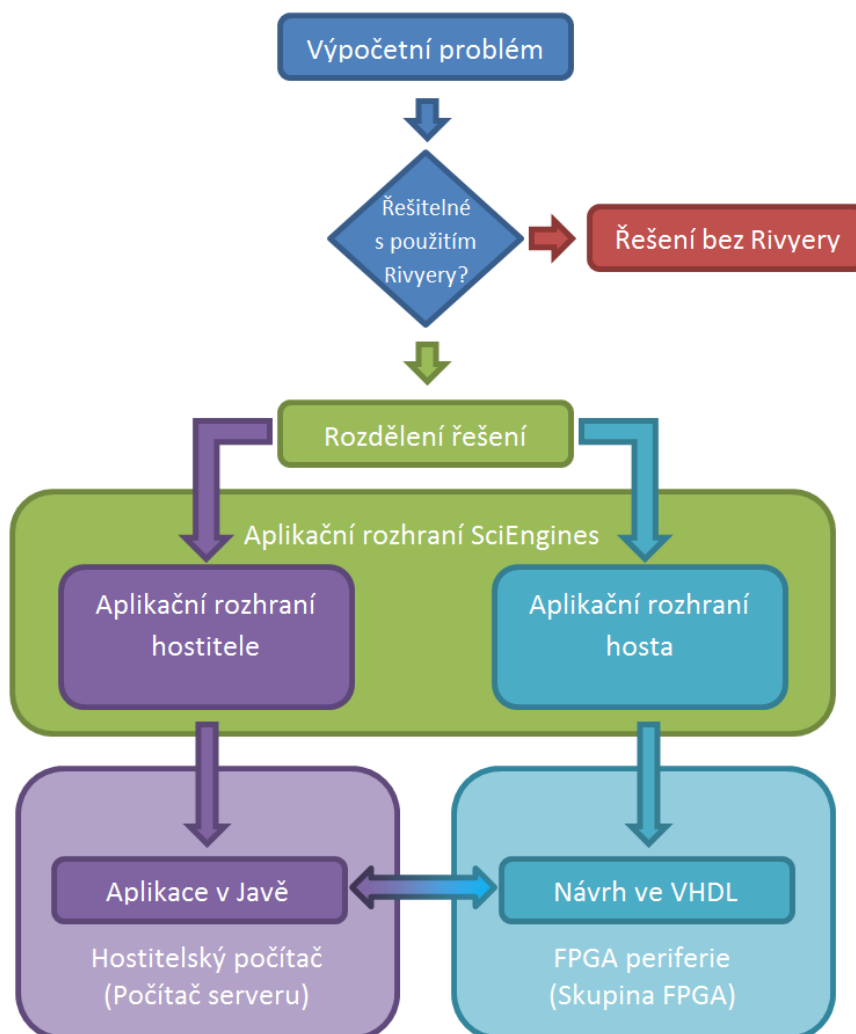 Výpočetní problém
Řešitelné
s použitím
Rivyery?
Řešení bez Rivyery
Rozdělení řešení
Aplikační rozhraní SciEngines
Aplikační rozhraní
hostitele
Aplikační rozhraní
hosta
Aplikace v Javě
Návrh ve VHDL
Hostitelský počítač
(Počítač serveru)
FPGA periferie
(Skupina FPGA)